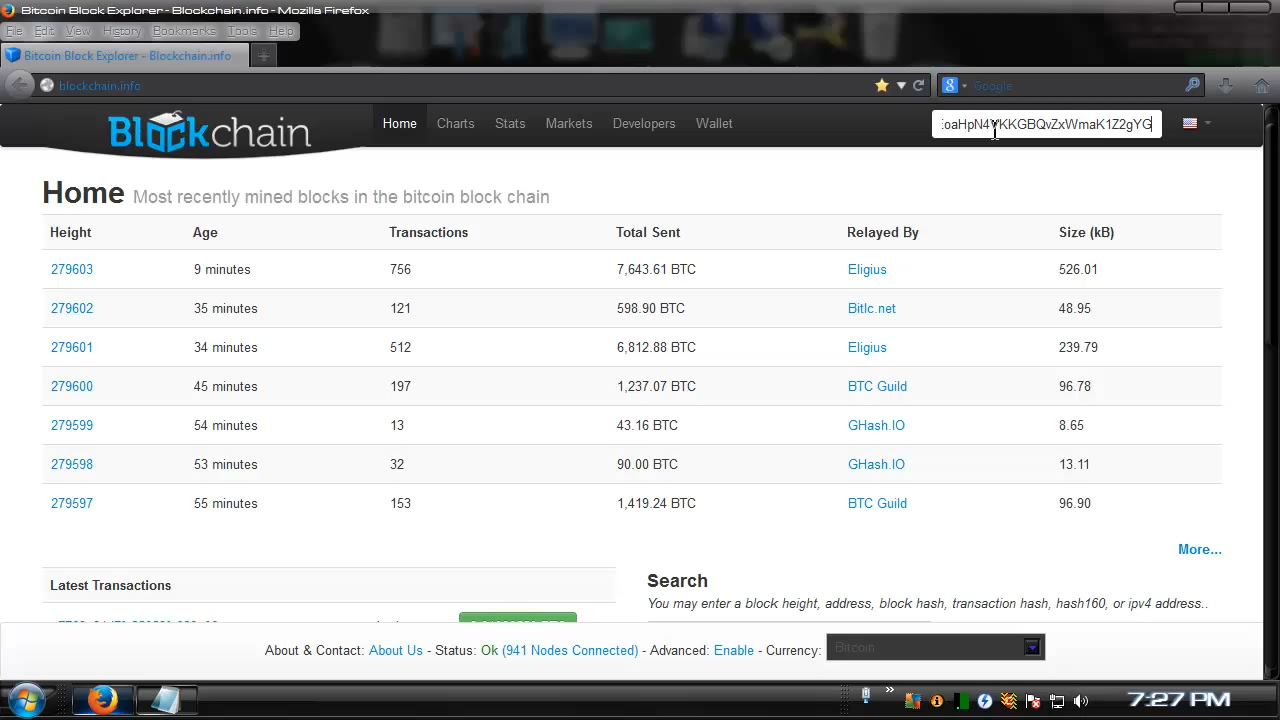 Bitcoin Block Explorer - Blockchain.info - Mozilla Firefox
File Edit View History Bookmarks Tools Help
Bitcoin Block Explorer - Blockchain.info
blockchain.info Google
Blockchain Home Charts Stats Markets Developers Wallet
Home Most recently mined blocks in the bitcoin block chain
Height Age Transactions Total Sent Relayed By Size (kB)
279603 9 minutes 756 7,643.61 BTC Eligius 526.01
279602 35 minutes 121 598.90 BTC Bitlc.net 48.95
279601 34 minutes 512 6,812.88 BTC Eligius 239.79
279600 45 minutes 197 1,237.07 BTC BTC Guild 96.78
279599 54 minutes 13 43.16 BTC GHash.IO 8.65
279598 53 minutes 32 90.00 BTC GHash.IO 13.11
279597 55 minutes 153 1,419.24 BTC BTC Guild 96.90
More...
Latest Transactions
Search
You may enter a block height, address, block hash, transaction hash, hash160, or ipv4 address..
About & Contact: About Us - Status: Ok (941 Nodes Connected) - Advanced: Enable - Currency: Bitcoin
7:27 PM